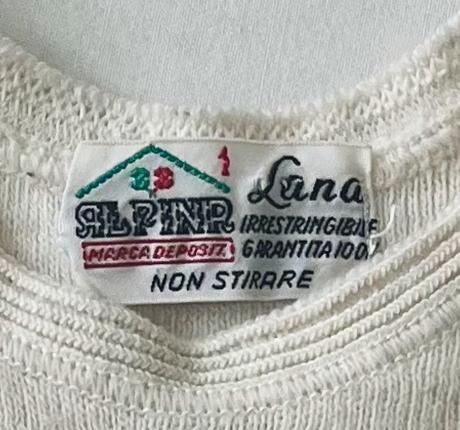 ALPINA
MARCA DEPOSIT.
Lana
IRRESTRINGIBILE
GARANTITA 100%
NON STIRARE